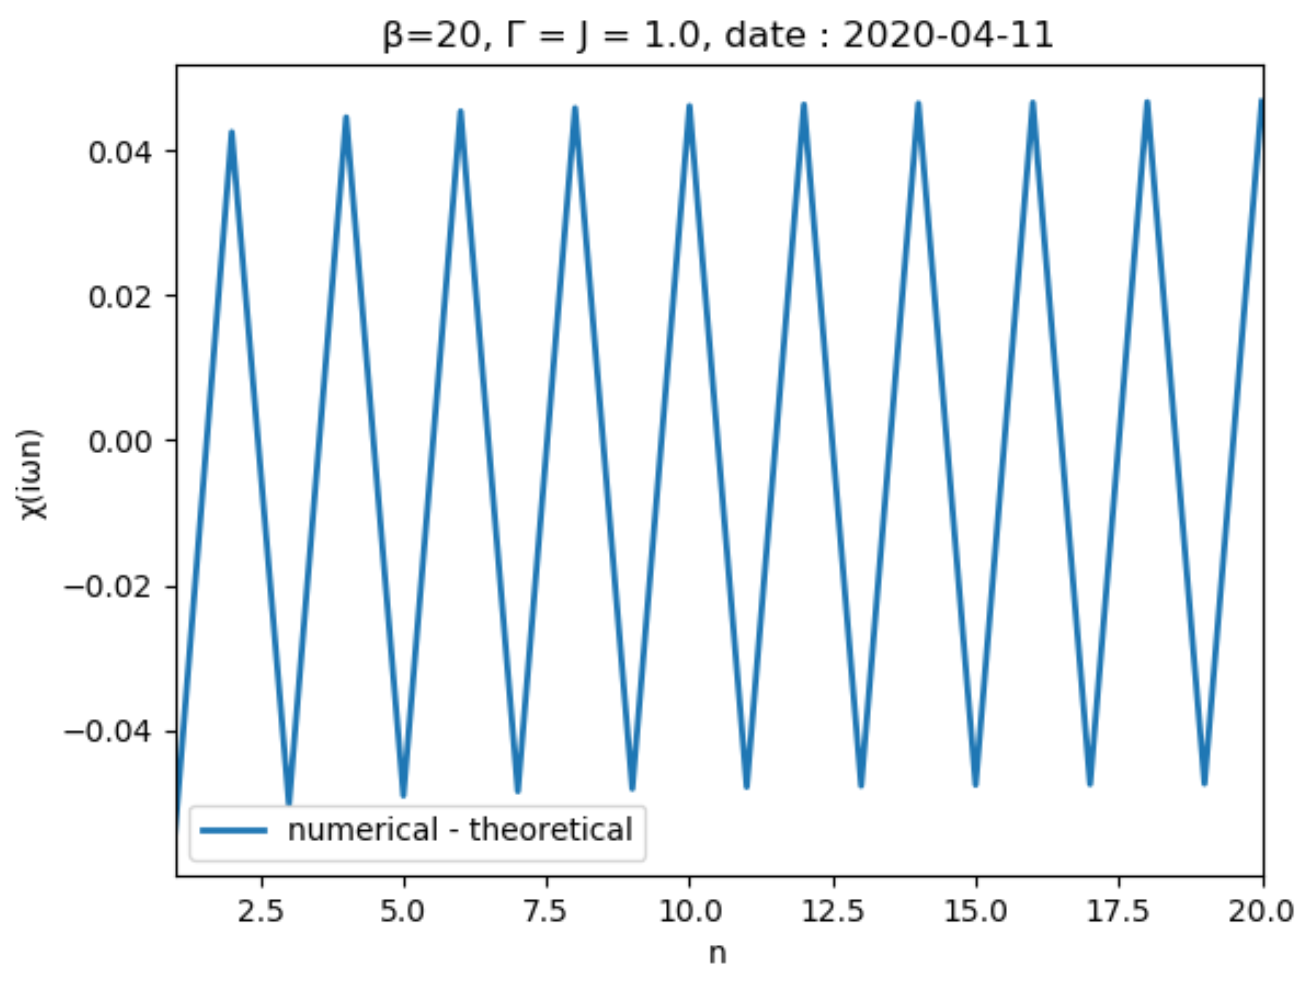 β=20, Γ = J = 1.0, date : 2020-04-11
0.04
0.02
0.00
−0.02
−0.04
χ(iωn)
numerical - theoretical
2.5 5.0 7.5 10.0 12.5 15.0 17.5 20.0
n